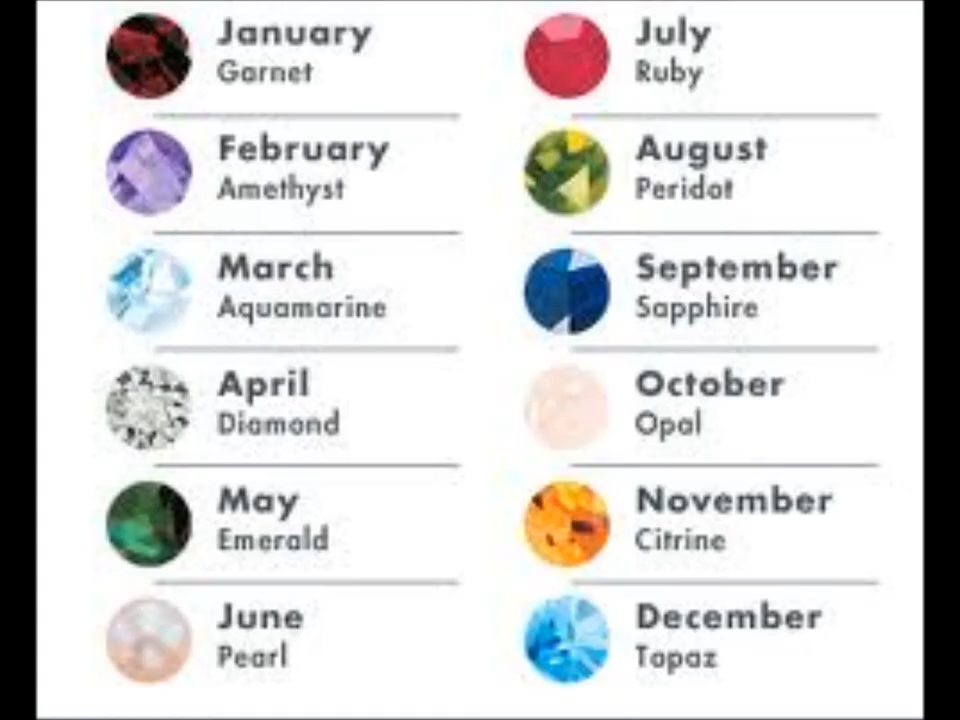 January
Garnet
February
Amethyst
March
Aquamarine
April
Diamond
May
Emerald
June
Pearl
July
Ruby
August
Peridot
September
Sapphire
October
Opal
November
Citrine
December
Topaz